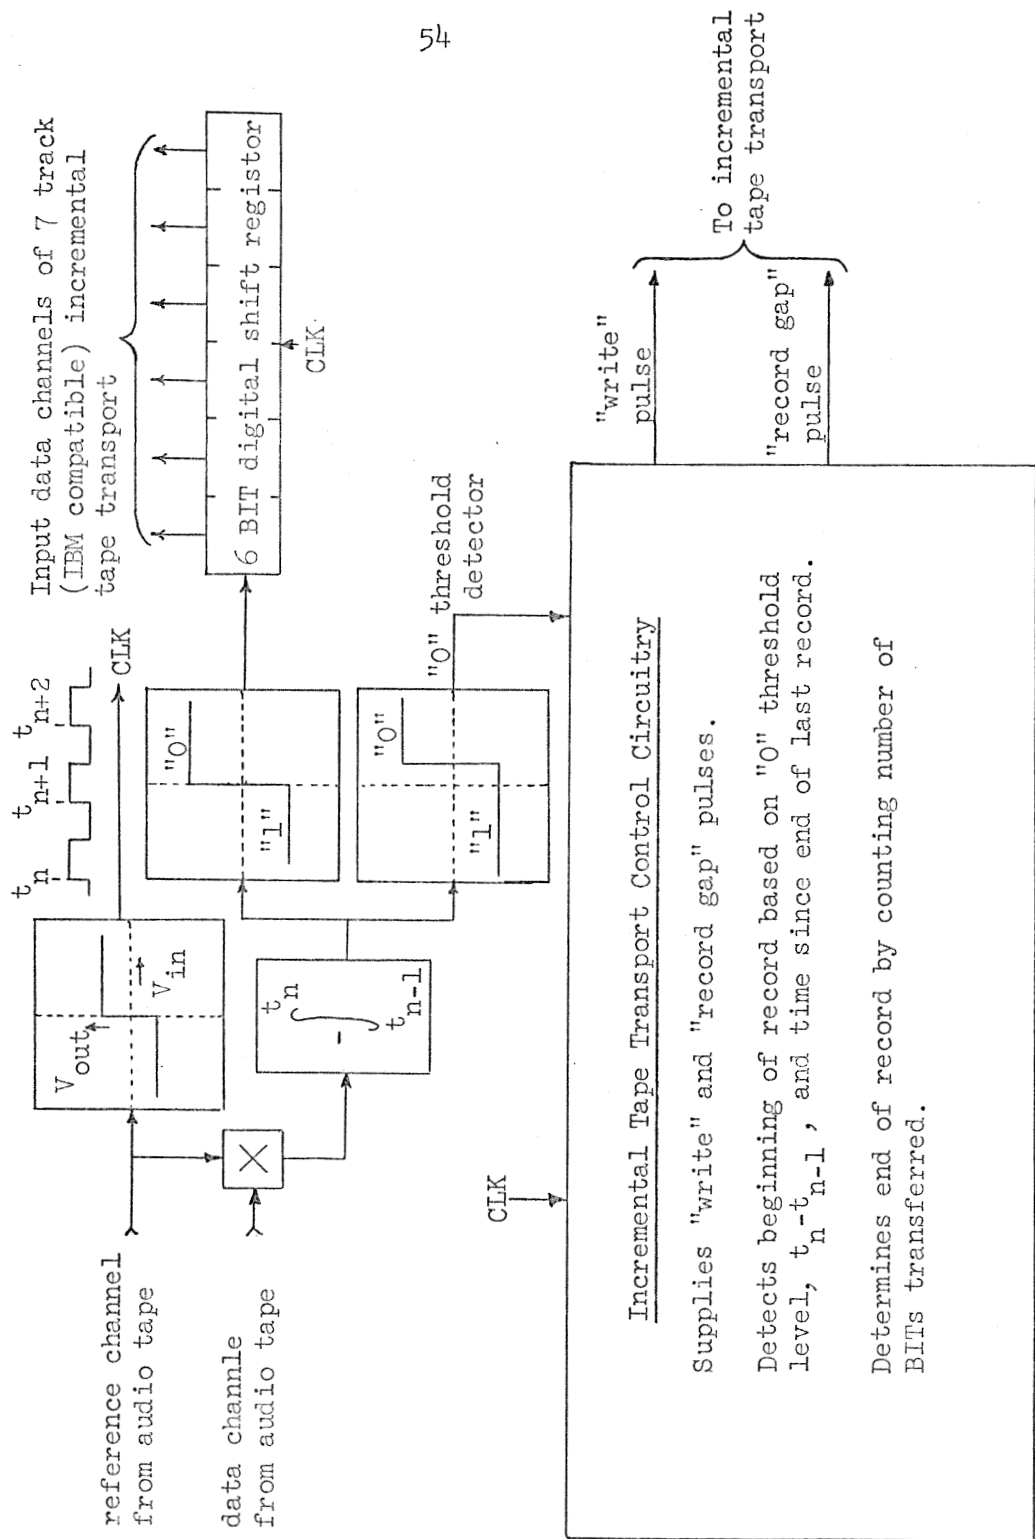 54
reference channel
from audio tape
data channle
from audio tape
V out
V in
t n t n+1 t n+2
CLK
×
- ∫ t n t n-1
"0"
"1"
"0"
"1"
"0" threshold
detector
Input data channels of 7 track
(IBM compatible) incremental
tape transport
6 BIT digital shift registor
CLK
CLK
Incremental Tape Transport Control Circuitry
Supplies "write" and "record gap" pulses.
Detects beginning of record based on "0" threshold
level, t n-t n-1, and time since end of last record.
Determines end of record by counting number of
BITs transferred.
"write"
pulse
"record gap"
pulse
To incremental
tape transport